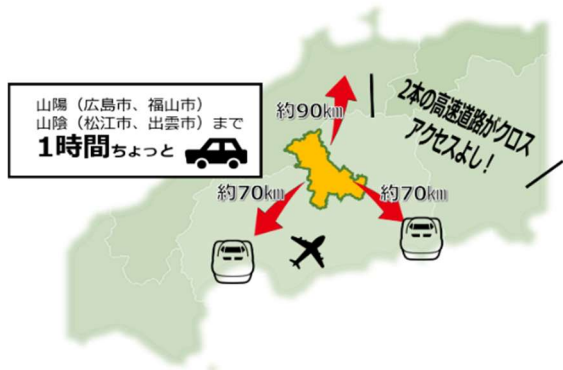 山陽（広島市、福山市）
山陰（松江市、出雲市）まで
1時間ちょっと
約90km
2本の高速道路がクロス
アクセスよし！
約70km
約70km